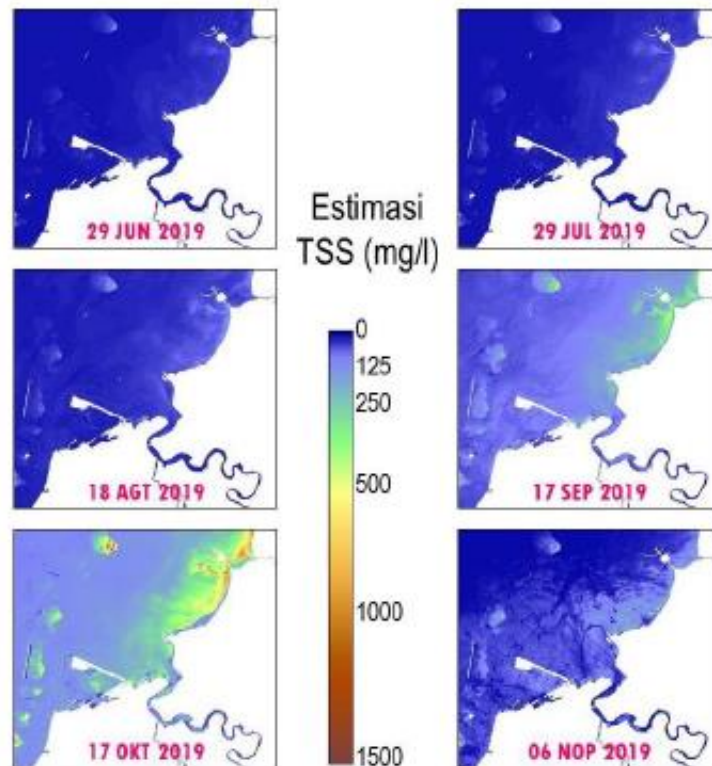 29 JUN 2019
29 JUL 2019
Estimasi
TSS (mg/l)
0
125
250
500
1000
1500
18 AGT 2019
17 SEP 2019
17 OKT 2019
06 NOP 2019